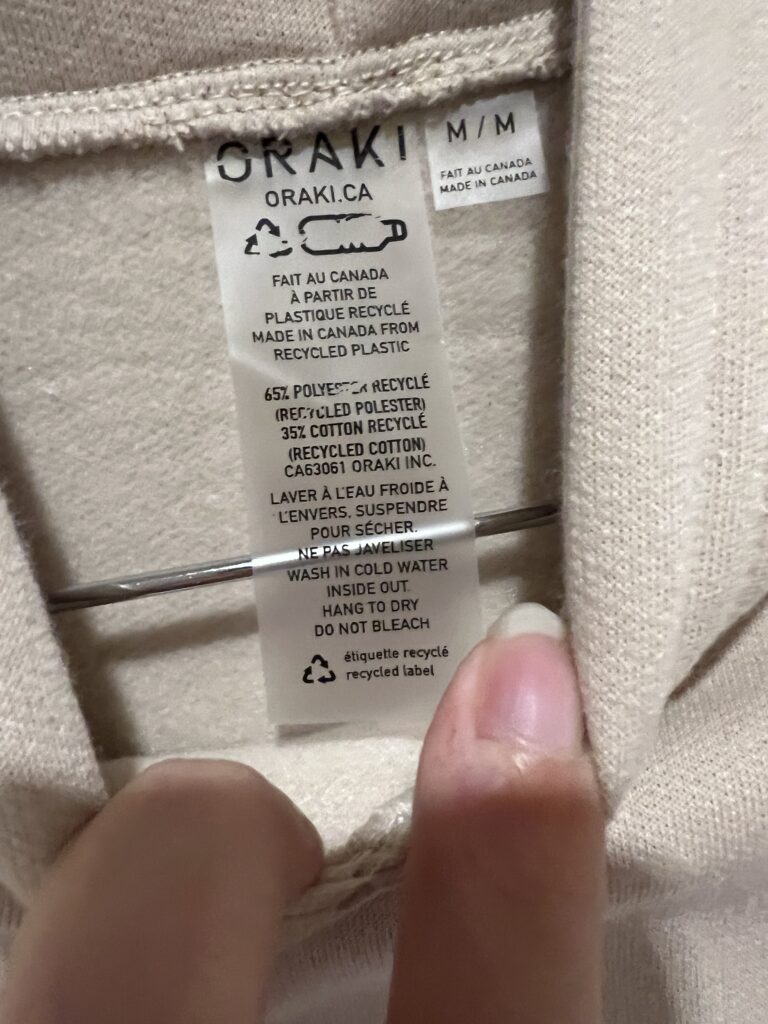 ORAKI
ORAKI.CA
FAIT AU CANADA
À PARTIR DE
PLASTIQUE RECYCLÉ
MADE IN CANADA FROM
RECYCLED PLASTIC
65% POLYESTER RECYCLÉ
(RECYCLED POLESTER)
35% COTTON RECYCLÉ
(RECYCLED COTTON)
CA63061 ORAKI INC.
LAVER À L'EAU FROIDE À
L'ENVERS, SUSPENDRE
POUR SÉCHER.
NE PAS JAVELISER
WASH IN COLD WATER
INSIDE OUT.
HANG TO DRY
DO NOT BLEACH
étiquette recyclé
recycled label
M / M
FAIT AU CANADA
MADE IN CANADA